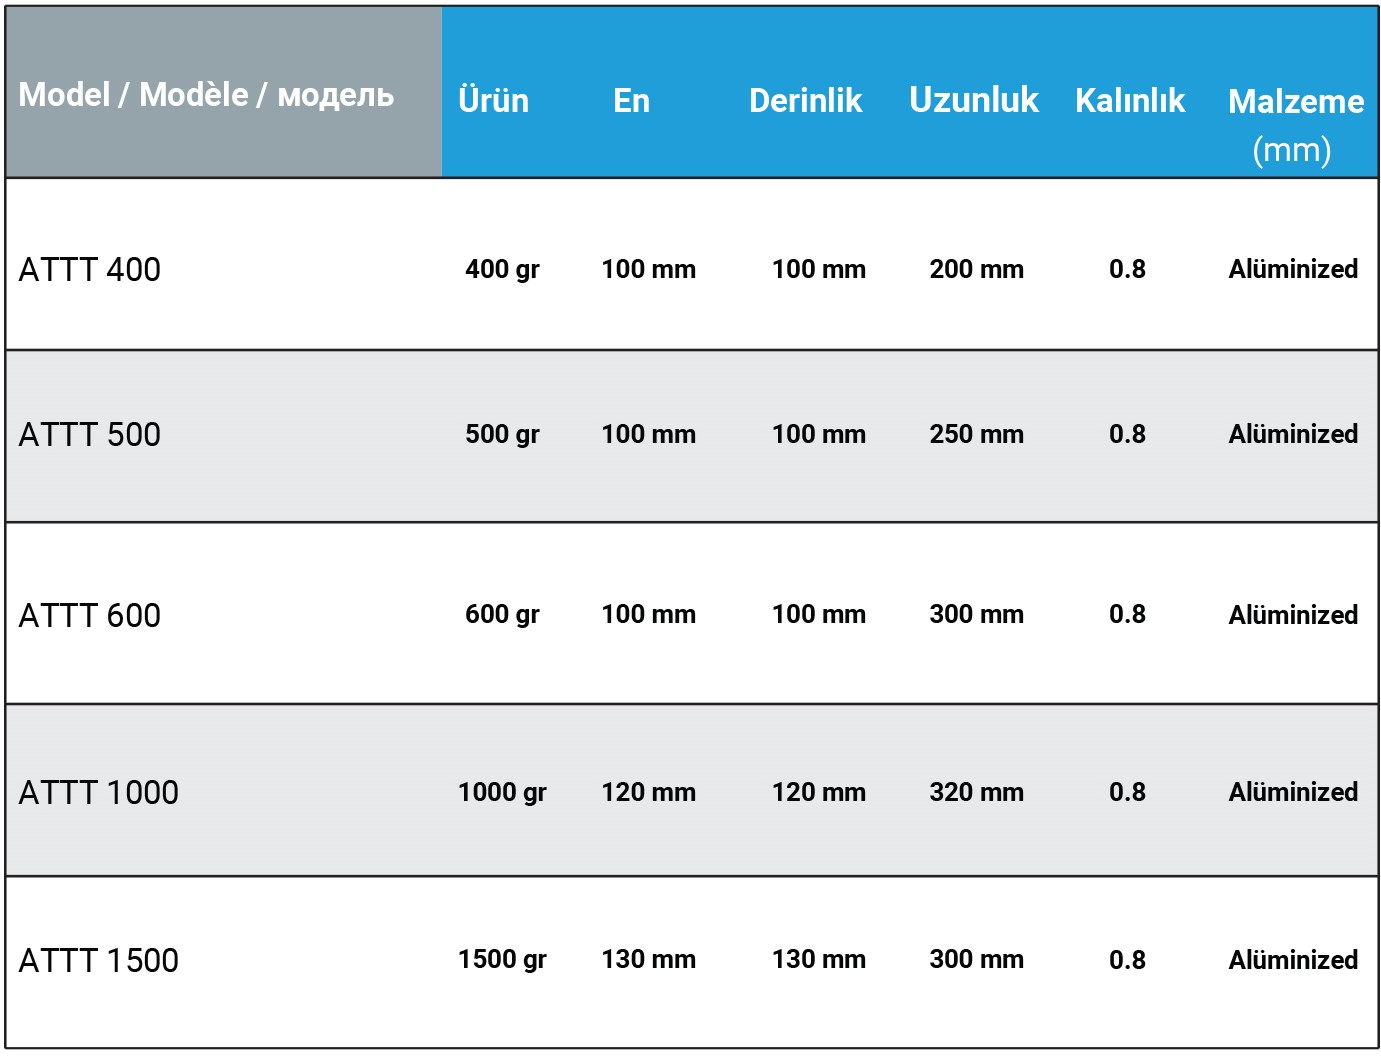 Model / Modèle / модель Ürün En Derinlik Uzunluk Kalınlık Malzeme
(mm)
ATTT 400 400 gr 100 mm 100 mm 200 mm 0.8 Alüminized
ATTT 500 500 gr 100 mm 100 mm 250 mm 0.8 Alüminized
ATTT 600 600 gr 100 mm 100 mm 300 mm 0.8 Alüminized
ATTT 1000 1000 gr 120 mm 120 mm 320 mm 0.8 Alüminized
ATTT 1500 1500 gr 130 mm 130 mm 300 mm 0.8 Alüminized